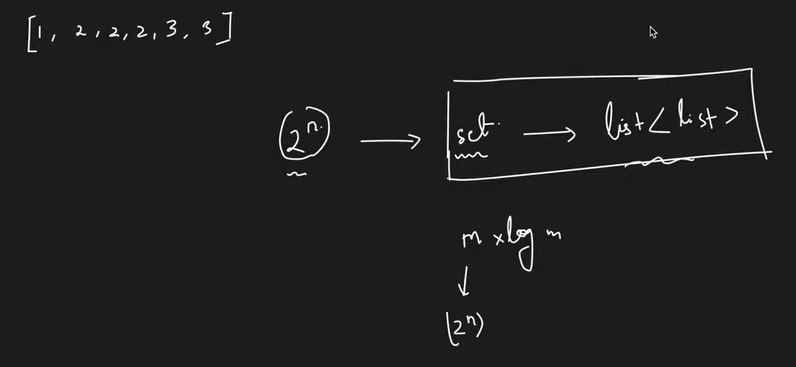 [1, 2, 2, 2, 3, 3]
2^n. → set. → list<list>
m × log m
↓
(2^n)